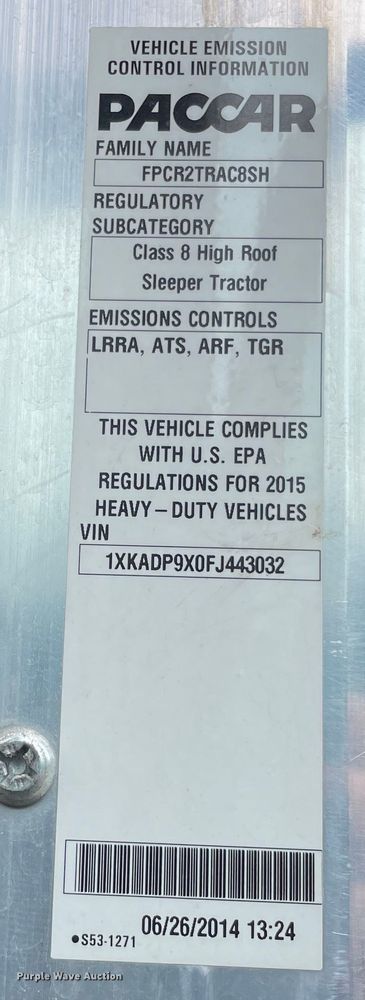 VEHICLE EMISSION
CONTROL INFORMATION
PACCAR
FAMILY NAME
FPCR2TRAC8SH
REGULATORY
SUBCATEGORY
Class 8 High Roof
Sleeper Tractor
EMISSIONS CONTROLS
LRRA, ATS, ARF, TGR
THIS VEHICLE COMPLIES
WITH U.S. EPA
REGULATIONS FOR 2015
HEAVY – DUTY VEHICLES
VIN
1XKADP9X0FJ443032
●S53-1271 06/26/2014 13:24
Purple Wave Auction